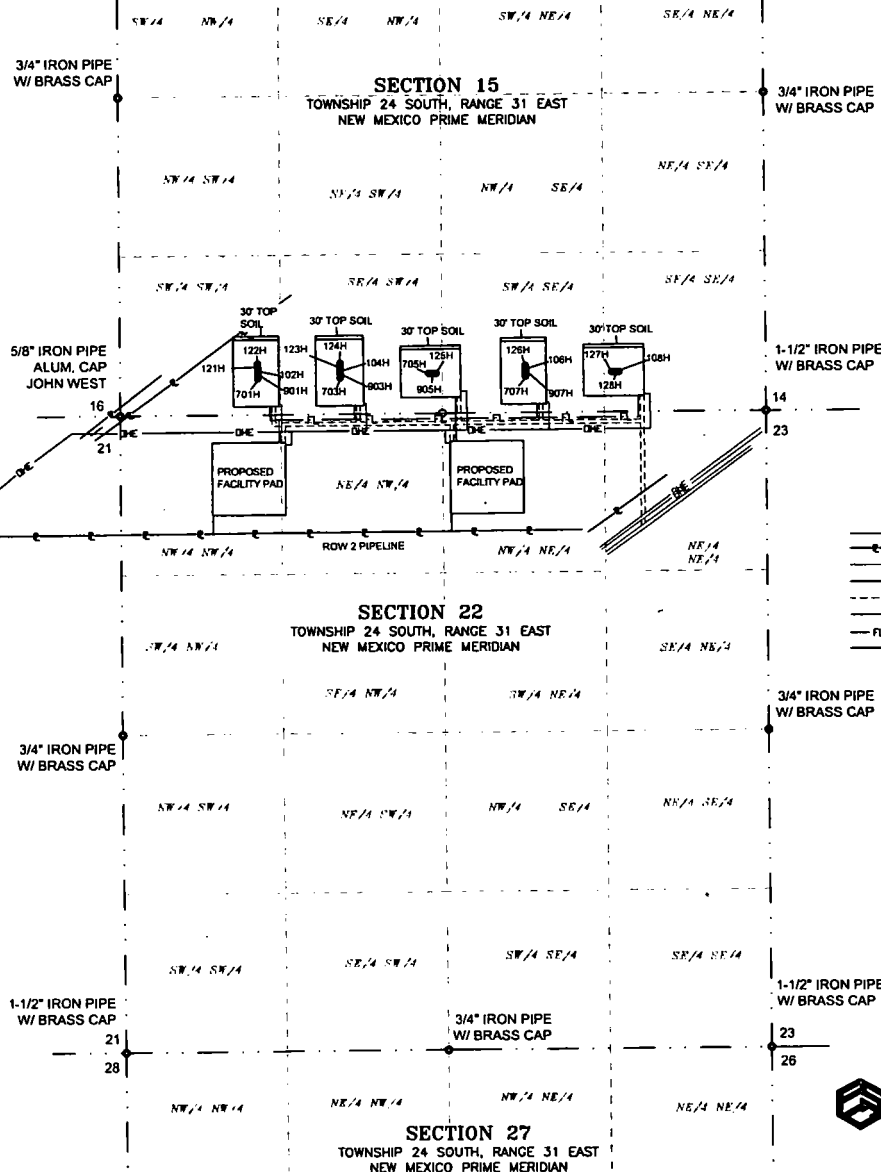 SW/4 NW/4
SE/4 NW/4
SW/4 NE/4
SE/4 NE/4
3/4" IRON PIPE
W/ BRASS CAP
SECTION 15
TOWNSHIP 24 SOUTH, RANGE 31 EAST
NEW MEXICO PRIME MERIDIAN
3/4" IRON PIPE
W/ BRASS CAP
NW/4 SW/4
NE/4 SW/4
NW/4 SE/4
NE/4 SE/4
SW/4 SW/4
SE/4 SW/4
SW/4 SE/4
SE/4 SE/4
30' TOP
SOIL
30' TOP SOIL
30' TOP SOIL
30' TOP SOIL
30' TOP SOIL
5/8" IRON PIPE
ALUM. CAP
JOHN WEST
122H
121H
102H
901H
701H
123H
124H
104H
903H
703H
705H
125H
905H
126H
106H
707H
907H
127H
108H
128H
1-1/2" IRON PIPE
W/ BRASS CAP
16
21
14
23
OHE
OHE
OHE
OHE
OHE
OHE
PROPOSED
FACILITY PAD
NE/4 NW/4
PROPOSED
FACILITY PAD
ROW 2 PIPELINE
NW/4 NW/4
NW/4 NE/4
NE/4
NE/4
SECTION 22
TOWNSHIP 24 SOUTH, RANGE 31 EAST
NEW MEXICO PRIME MERIDIAN
SW/4 NW/4
SE/4 NE/4
SE/4 NW/4
SW/4 NE/4
3/4" IRON PIPE
W/ BRASS CAP
3/4" IRON PIPE
W/ BRASS CAP
NW/4 SW/4
NE/4 SW/4
NW/4 SE/4
NE/4 SE/4
SW/4 SW/4
SE/4 SW/4
SW/4 SE/4
SE/4 SE/4
1-1/2" IRON PIPE
W/ BRASS CAP
21
28
3/4" IRON PIPE
W/ BRASS CAP
1-1/2" IRON PIPE
W/ BRASS CAP
23
26
NW/4 NW/4
NE/4 NW/4
NW/4 NE/4
NE/4 NE/4
SECTION 27
TOWNSHIP 24 SOUTH, RANGE 31 EAST
NEW MEXICO PRIME MERIDIAN